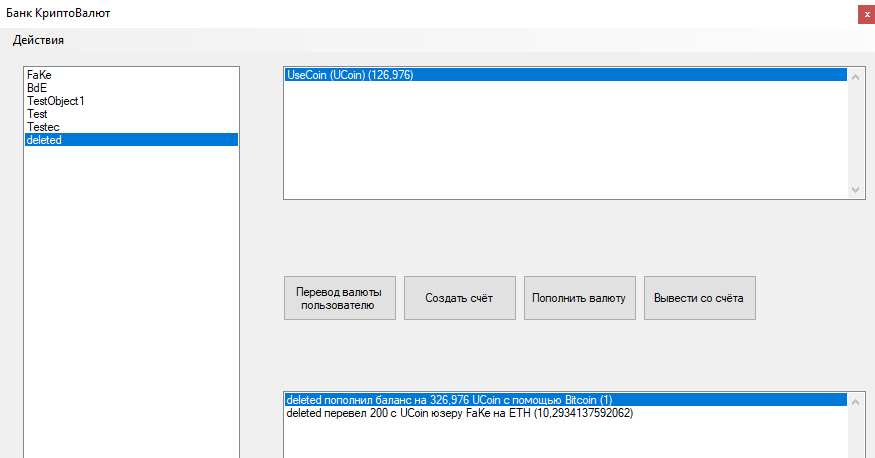 Банк КриптоВалют
x
Действия
FaKe
BdE
TestObject1
Test
Testec
deleted
UseCoin (UCoin) (126,976)
Перевод валюты
пользователю
Создать счёт
Пополнить валюту
Вывести со счёта
deleted пополнил баланс на 326,976 UCoin с помощью Bitcoin (1)
deleted перевел 200 с UCoin юзеру FaKe на ETH (10,2934137592062)